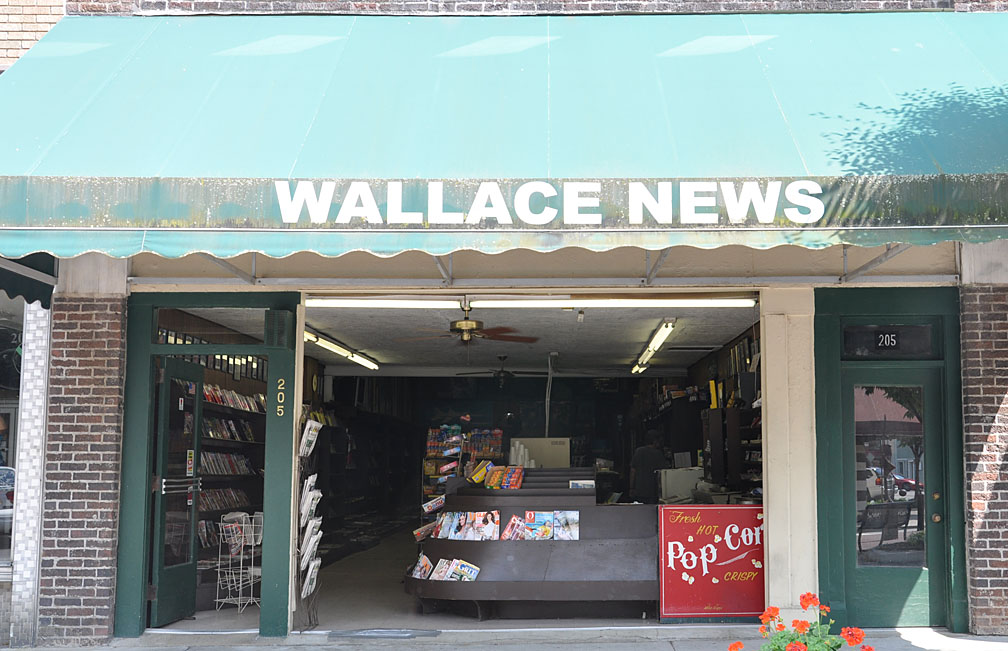 WALLACE NEWS
205
205
Fresh
HOT
Pop Cor
CRISPY